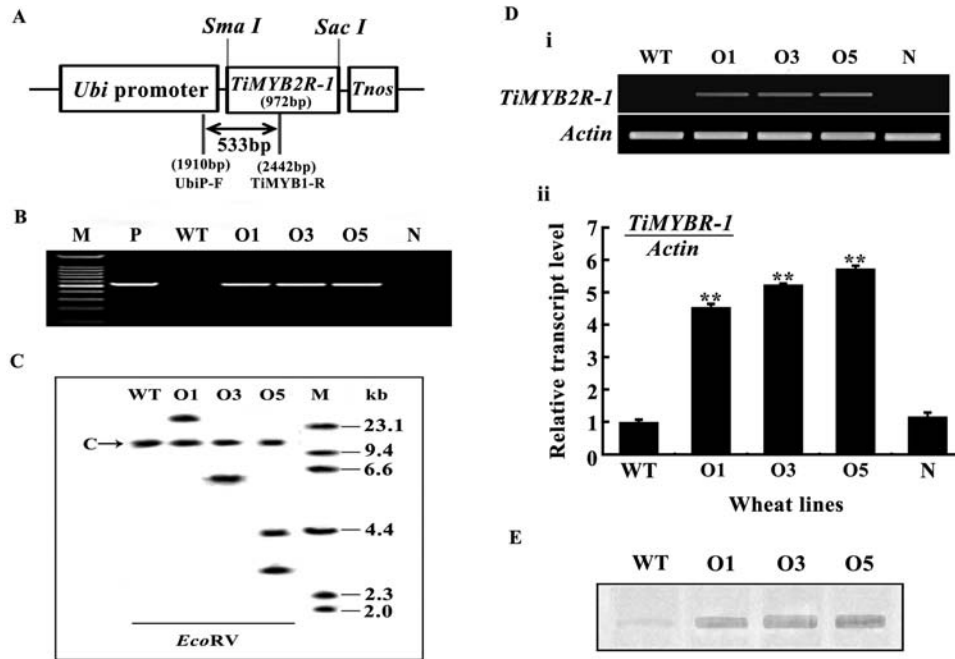 A
Sma I Sac I
Ubi promoter TiMYB2R-1 Tnos
(972bp)
533bp
(1910bp) (2442bp)
UbiP-F TiMYB1-R
B
M P WT O1 O3 O5 N
C
WT O1 O3 O5 M kb
C→ 23.1
9.4
6.6
4.4
2.3
2.0
EcoRV
D
i
WT O1 O3 O5 N
TiMYB2R-1
Actin
ii
TiMYBR-1
Actin
Relative transcript level
7
6
5
4
3
2
1
0
** ** **
WT O1 O3 O5 N
Wheat lines
E
WT O1 O3 O5